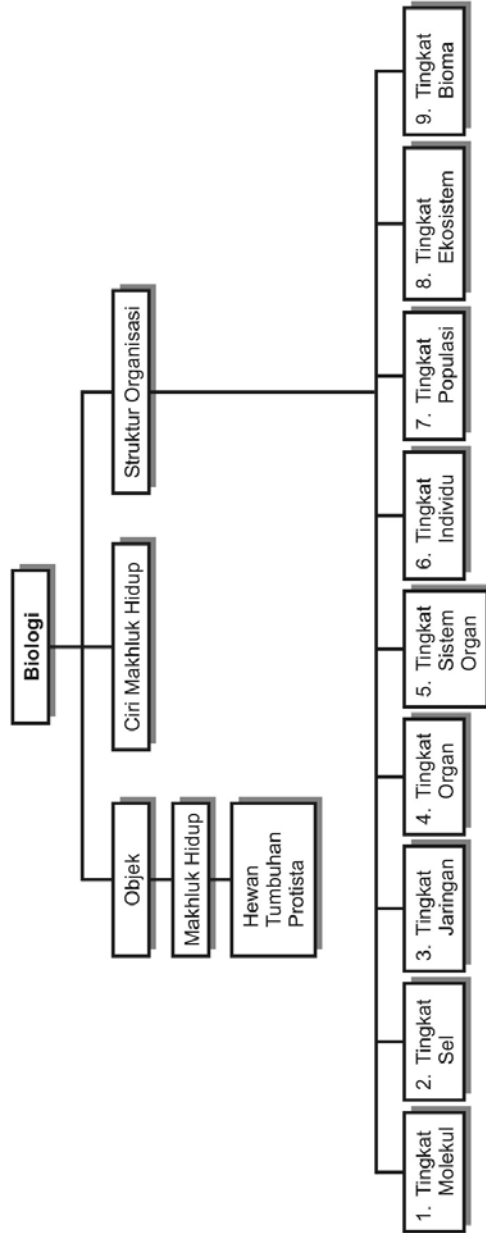 Biologi
Objek
Ciri Makhluk Hidup
Struktur Organisasi
Makhluk Hidup
Hewan
Tumbuhan
Protista
1. Tingkat
Molekul
2. Tingkat
Sel
3. Tingkat
Jaringan
4. Tingkat
Organ
5. Tingkat
Sistem
Organ
6. Tingkat
Individu
7. Tingkat
Populasi
8. Tingkat
Ekosistem
9. Tingkat
Bioma